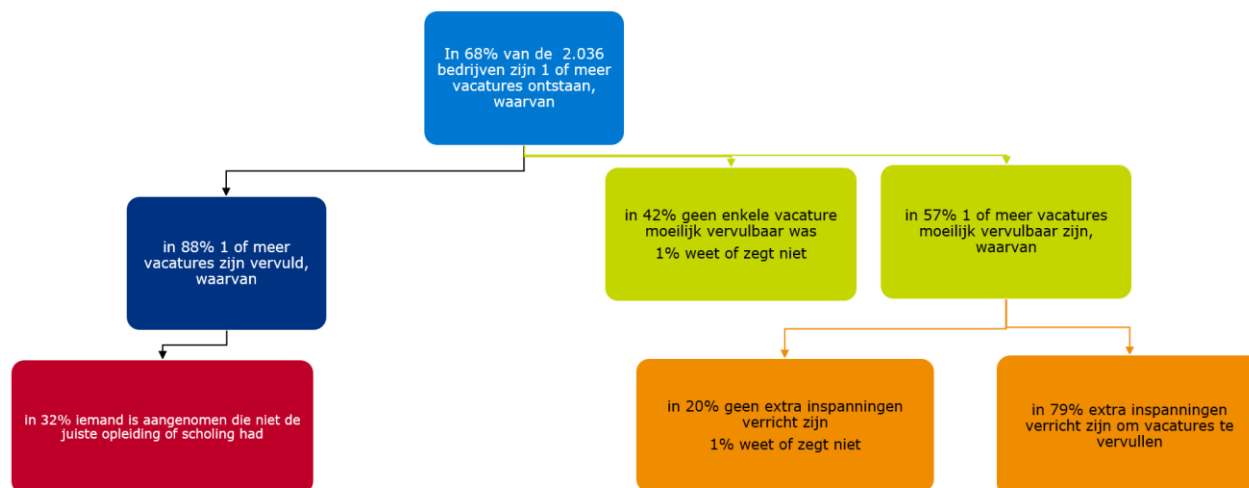 In 68% van de 2.036
bedrijven zijn 1 of meer
vacatures ontstaan,
waarvan
in 88% 1 of meer
vacatures zijn vervuld,
waarvan
in 42% geen enkele vacature
moeilijk vervulbaar was
1% weet of zegt niet
in 57% 1 of meer vacatures
moeilijk vervulbaar zijn,
waarvan
in 32% iemand is aangenomen die niet de
juiste opleiding of scholing had
in 20% geen extra inspanningen
verricht zijn
1% weet of zegt niet
in 79% extra inspanningen
verricht zijn om vacatures te
vervullen